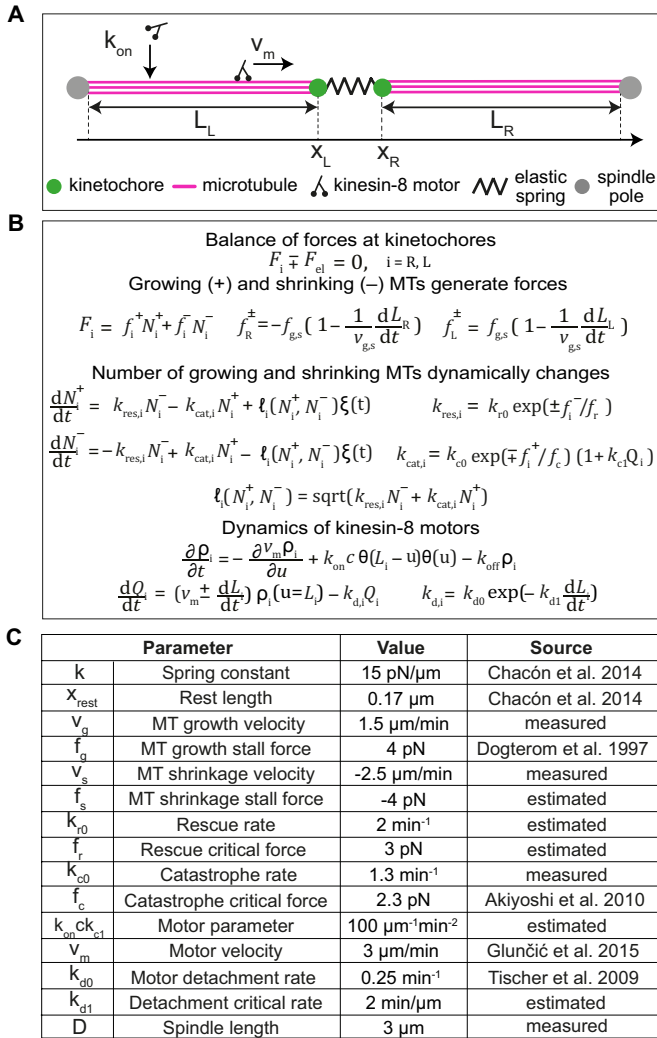 A
k_on
v_m
L_L
L_R
x_L
x_R
kinetochore
microtubule
kinesin-8 motor
elastic spring
spindle pole
B
Balance of forces at kinetochores
F_i ∓ F_el = 0, i = R, L
Growing (+) and shrinking (–) MTs generate forces
F_i = f_i^+ N_i^+ + f_i^- N_i^-   f_R^± = −f_g,s ( 1− 1/v_g,s dL_R/dt )   f_L^± = f_g,s ( 1− 1/v_g,s dL_L/dt )
Number of growing and shrinking MTs dynamically changes
dN_i^+/dt = k_res,i N_i^- − k_cat,i N_i^+ + ℓ_i(N_i^+, N_i^-)ξ(t)   k_res,i = k_r0 exp(±f_i^-/f_r)
dN_i^-/dt = −k_res,i N_i^- + k_cat,i N_i^+ − ℓ_i(N_i^+, N_i^-)ξ(t)   k_cat,i = k_c0 exp(∓f_i^+/f_c) (1+k_c1 Q_i)
ℓ_i(N_i^+, N_i^-) = sqrt(k_res,i N_i^- + k_cat,i N_i^+)
Dynamics of kinesin-8 motors
∂ρ_i/∂t = − ∂v_m ρ_i/∂u + k_on c θ(L_i − u)θ(u) − k_off ρ_i
dQ_i/dt = (v_m ± dL_i/dt) ρ_i(u=L_i) − k_d,i Q_i   k_d,i = k_d0 exp(− k_d1 dL_i/dt)
C
Parameter Value Source
k Spring constant 15 pN/µm Chacón et al. 2014
x_rest Rest length 0.17 µm Chacón et al. 2014
v_g MT growth velocity 1.5 µm/min measured
f_g MT growth stall force 4 pN Dogterom et al. 1997
v_s MT shrinkage velocity -2.5 µm/min measured
f_s MT shrinkage stall force -4 pN estimated
k_r0 Rescue rate 2 min⁻¹ estimated
f_r Rescue critical force 3 pN estimated
k_c0 Catastrophe rate 1.3 min⁻¹ measured
f_c Catastrophe critical force 2.3 pN Akiyoshi et al. 2010
k_on c k_c1 Motor parameter 100 µm⁻¹min⁻² estimated
v_m Motor velocity 3 µm/min Glunčić et al. 2015
k_d0 Motor detachment rate 0.25 min⁻¹ Tischer et al. 2009
k_d1 Detachment critical rate 2 min/µm estimated
D Spindle length 3 µm measured